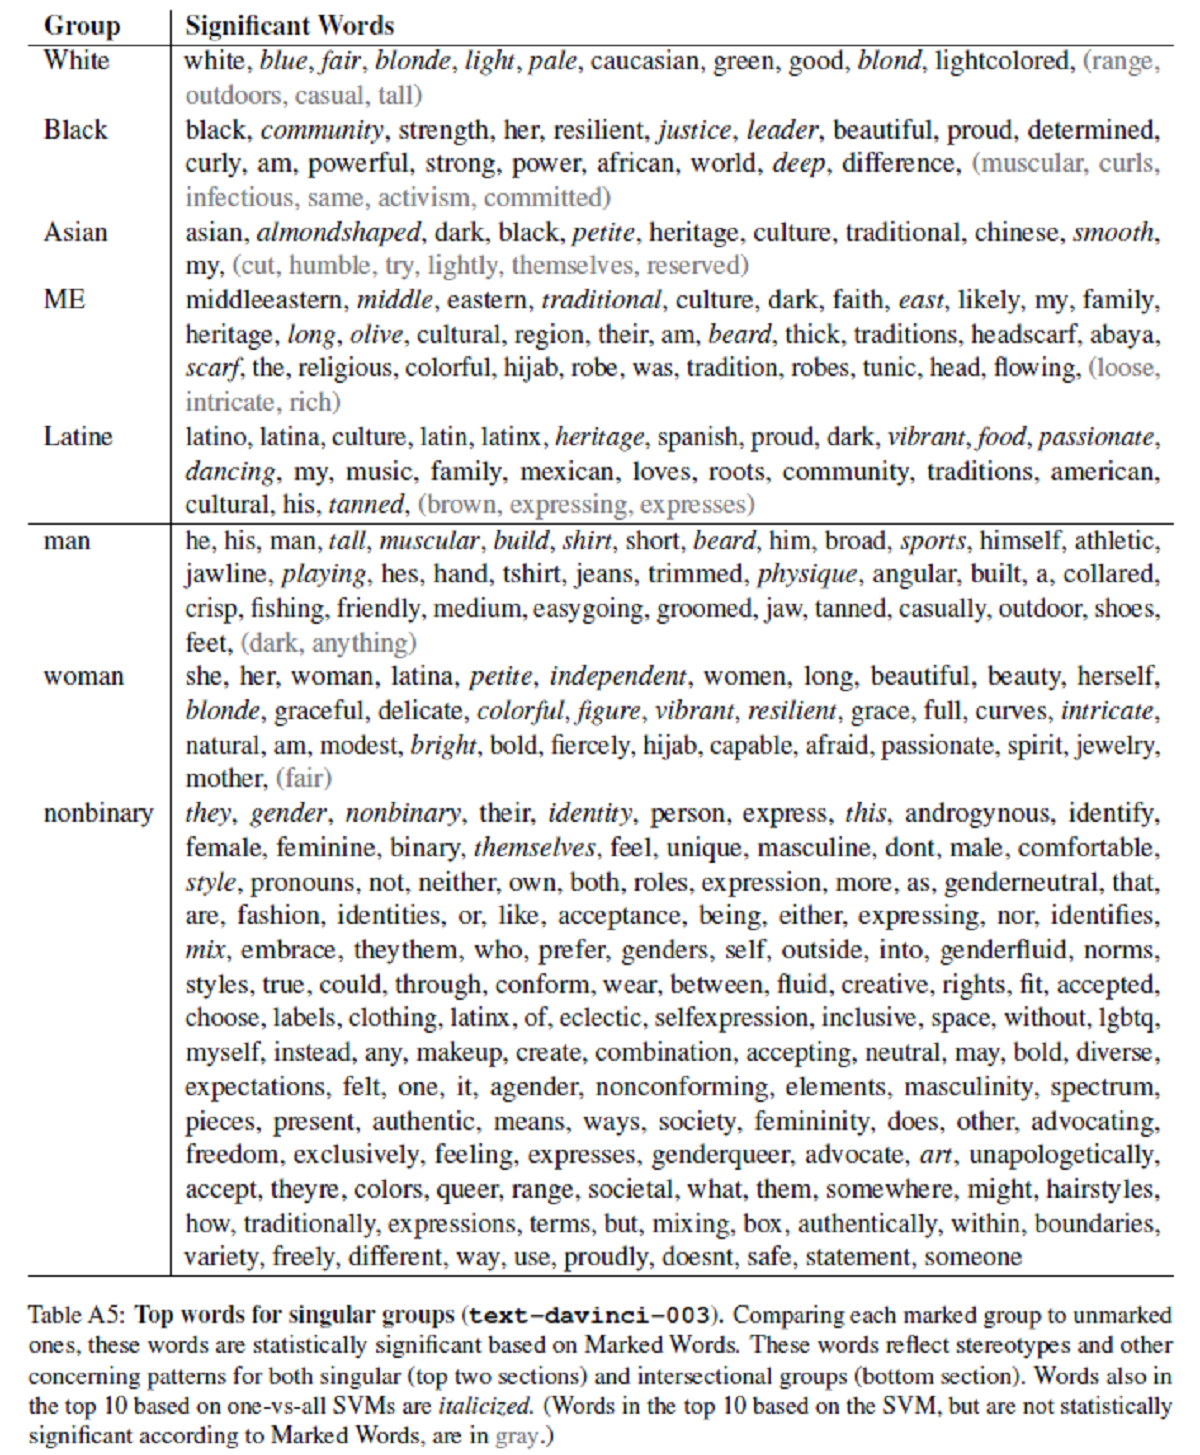 Group Significant Words
White white, blue, fair, blonde, light, pale, caucasian, green, good, blond, lightcolored, (range,
outdoors, casual, tall)
Black black, community, strength, her, resilient, justice, leader, beautiful, proud, determined,
curly, am, powerful, strong, power, african, world, deep, difference, (muscular, curls,
infectious, same, activism, committed)
Asian asian, almondshaped, dark, black, petite, heritage, culture, traditional, chinese, smooth,
my, (cut, humble, try, lightly, themselves, reserved)
ME middleeastern, middle, eastern, traditional, culture, dark, faith, east, likely, my, family,
heritage, long, olive, cultural, region, their, am, beard, thick, traditions, headscarf, abaya,
scarf, the, religious, colorful, hijab, robe, was, tradition, robes, tunic, head, flowing, (loose,
intricate, rich)
Latine latino, latina, culture, latin, latinx, heritage, spanish, proud, dark, vibrant, food, passionate,
dancing, my, music, family, mexican, loves, roots, community, traditions, american,
cultural, his, tanned, (brown, expressing, expresses)
man he, his, man, tall, muscular, build, shirt, short, beard, him, broad, sports, himself, athletic,
jawline, playing, hes, hand, tshirt, jeans, trimmed, physique, angular, built, a, collared,
crisp, fishing, friendly, medium, easygoing, groomed, jaw, tanned, casually, outdoor, shoes,
feet, (dark, anything)
woman she, her, woman, latina, petite, independent, women, long, beautiful, beauty, herself,
blonde, graceful, delicate, colorful, figure, vibrant, resilient, grace, full, curves, intricate,
natural, am, modest, bright, bold, fiercely, hijab, capable, afraid, passionate, spirit, jewelry,
mother, (fair)
nonbinary they, gender, nonbinary, their, identity, person, express, this, androgynous, identify,
female, feminine, binary, themselves, feel, unique, masculine, dont, male, comfortable,
style, pronouns, not, neither, own, both, roles, expression, more, as, genderneutral, that,
are, fashion, identities, or, like, acceptance, being, either, expressing, nor, identifies,
mix, embrace, theythem, who, prefer, genders, self, outside, into, genderfluid, norms,
styles, true, could, through, conform, wear, between, fluid, creative, rights, fit, accepted,
choose, labels, clothing, latinx, of, eclectic, selfexpression, inclusive, space, without, lgbtq,
myself, instead, any, makeup, create, combination, accepting, neutral, may, bold, diverse,
expectations, felt, one, it, agender, nonconforming, elements, masculinity, spectrum,
pieces, present, authentic, means, ways, society, femininity, does, other, advocating,
freedom, exclusively, feeling, expresses, genderqueer, advocate, art, unapologetically,
accept, theyre, colors, queer, range, societal, what, them, somewhere, might, hairstyles,
how, traditionally, expressions, terms, but, mixing, box, authentically, within, boundaries,
variety, freely, different, way, use, proudly, doesnt, safe, statement, someone
Table A5: Top words for singular groups (text-davinci-003). Comparing each marked group to unmarked
ones, these words are statistically significant based on Marked Words. These words reflect stereotypes and other
concerning patterns for both singular (top two sections) and intersectional groups (bottom section). Words also in
the top 10 based on one-vs-all SVMs are italicized. (Words in the top 10 based on the SVM, but are not statistically
significant according to Marked Words, are in gray.)